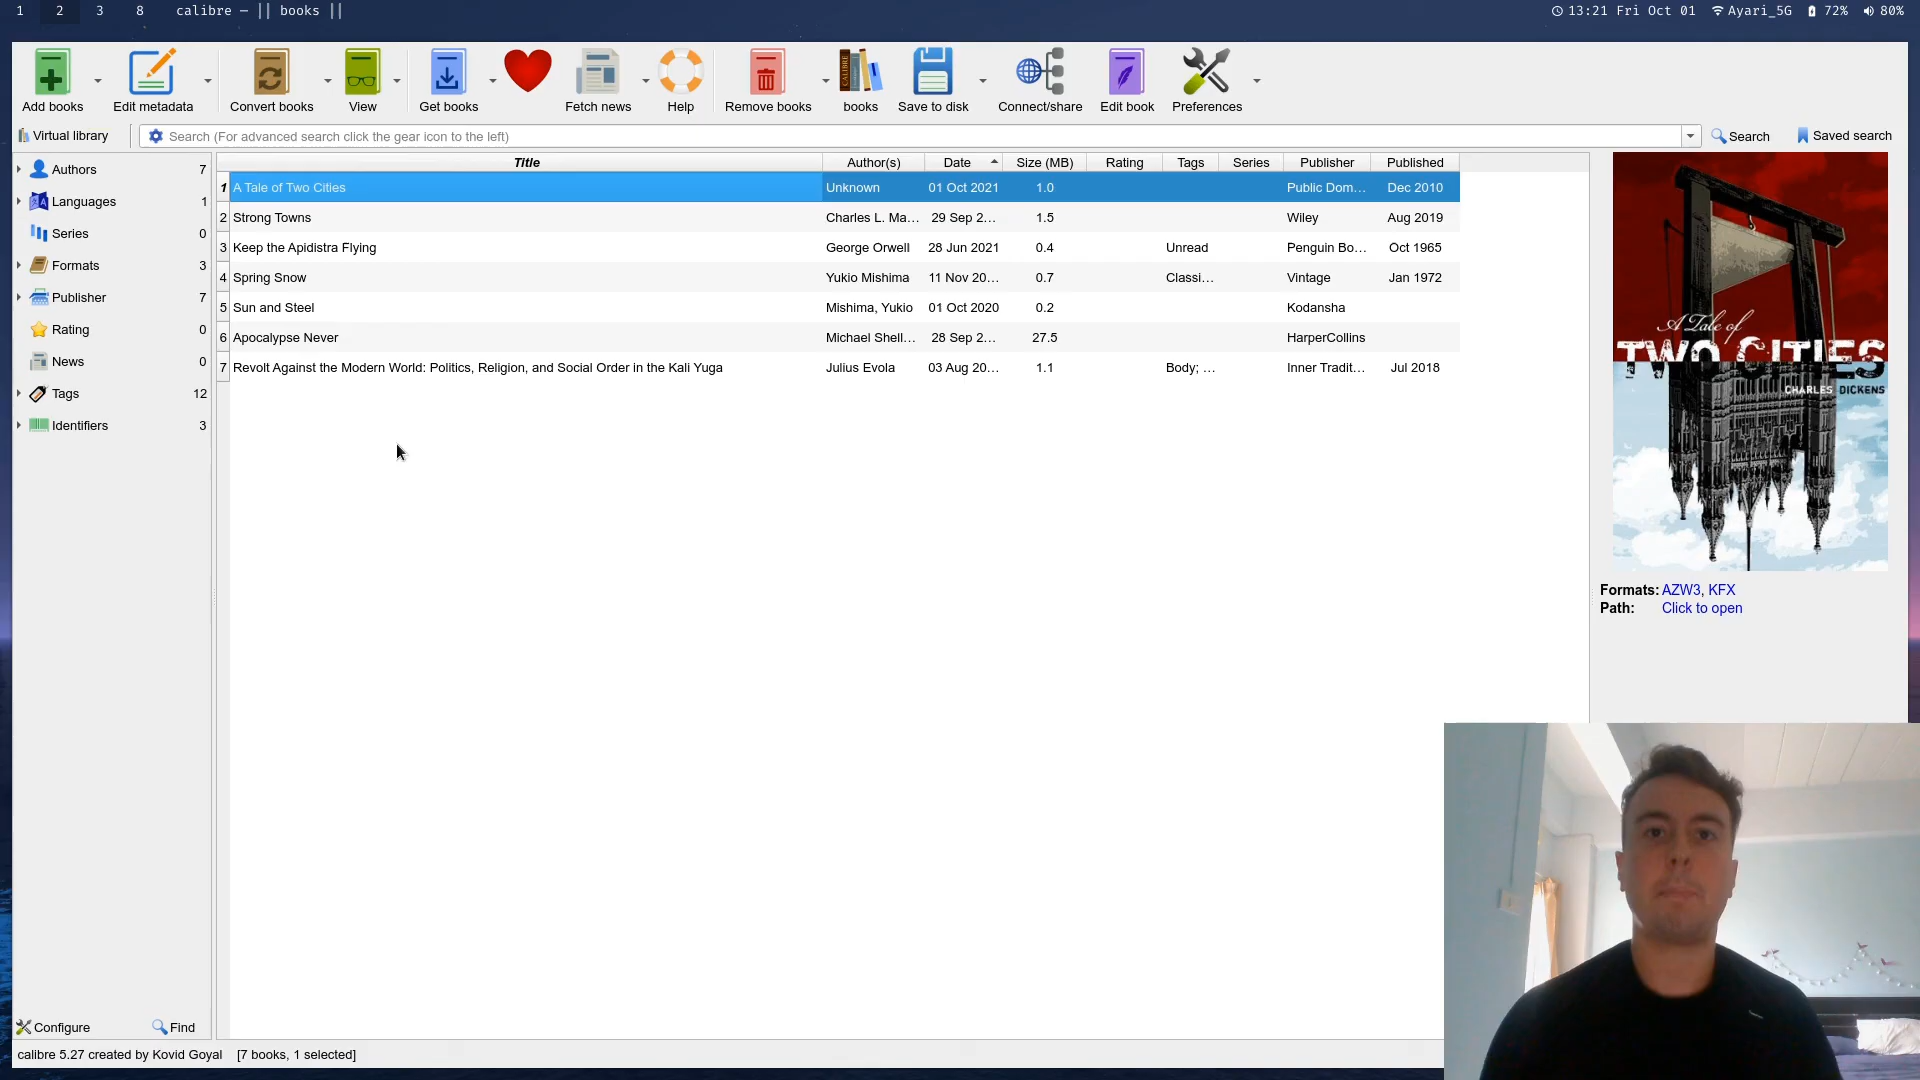 1 2 3 8 calibre — || books || 13:21 Fri Oct 01 Ayari_5G 72% 80%
Add books Edit metadata Convert books View Get books Fetch news Help Remove books books Save to disk Connect/share Edit book Preferences
Virtual library Search (For advanced search click the gear icon to the left) Search Saved search
Title Author(s) Date Size (MB) Rating Tags Series Publisher Published
Authors 7
Languages 1
Series 0
Formats 3
Publisher 7
Rating 0
News 0
Tags 12
Identifiers 3
1 A Tale of Two Cities Unknown 01 Oct 2021 1.0 Public Dom… Dec 2010
2 Strong Towns Charles L. Ma… 29 Sep 2… 1.5 Wiley Aug 2019
3 Keep the Apidistra Flying George Orwell 28 Jun 2021 0.4 Unread Penguin Bo… Oct 1965
4 Spring Snow Yukio Mishima 11 Nov 20… 0.7 Classi… Vintage Jan 1972
5 Sun and Steel Mishima, Yukio 01 Oct 2020 0.2 Kodansha
6 Apocalypse Never Michael Shell… 28 Sep 2… 27.5 HarperCollins
7 Revolt Against the Modern World: Politics, Religion, and Social Order in the Kali Yuga Julius Evola 03 Aug 20… 1.1 Body; … Inner Tradit… Jul 2018
A Tale of
TWO CITIES
CHARLES DICKENS
Formats: AZW3, KFX
Path: Click to open
Configure Find
calibre 5.27 created by Kovid Goyal [7 books, 1 selected]